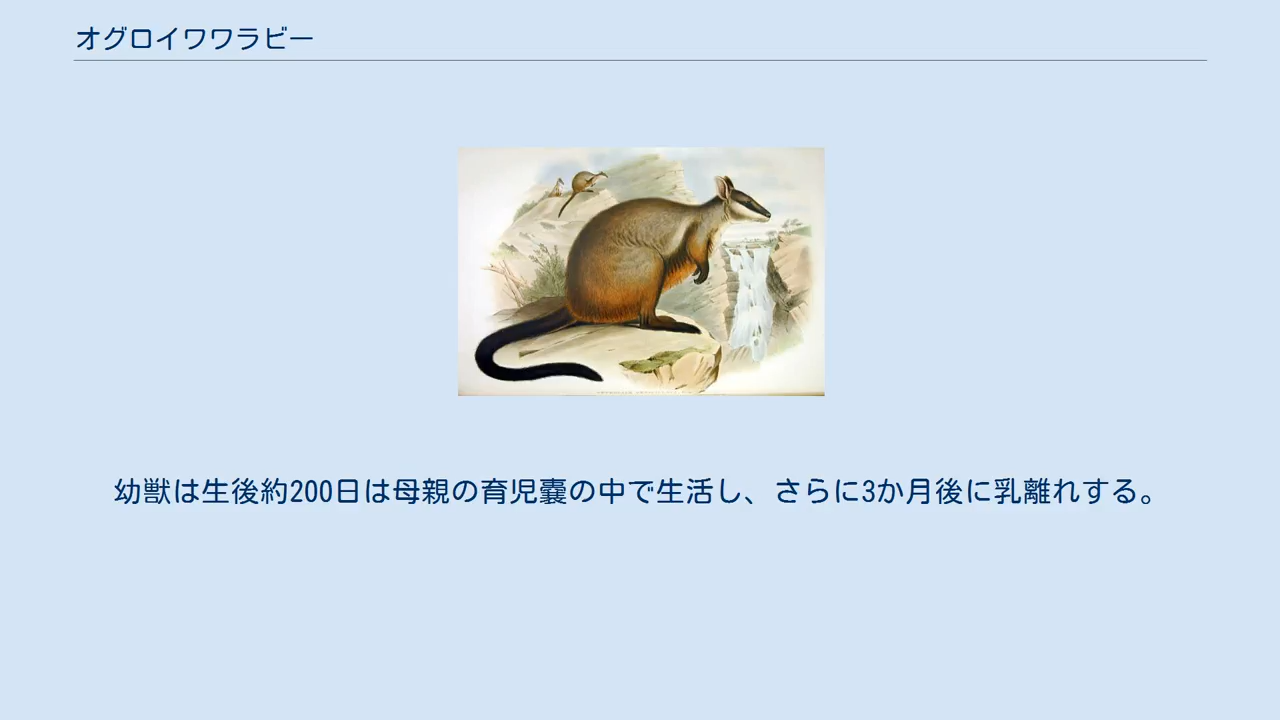 オグロイワワラビー
幼獣は生後約200日は母親の育児嚢の中で生活し、さらに3か月後に乳離れする。